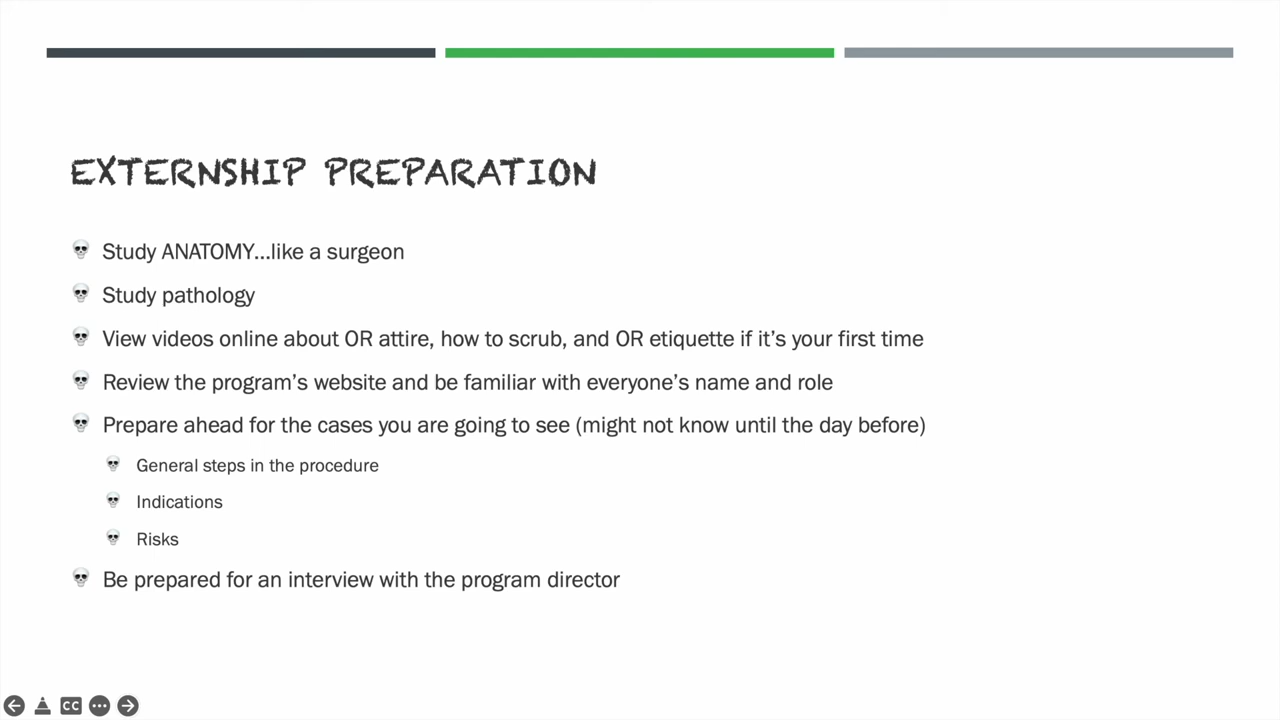 EXTERNSHIP PREPARATION
Study ANATOMY...like a surgeon
Study pathology
View videos online about OR attire, how to scrub, and OR etiquette if it's your first time
Review the program's website and be familiar with everyone's name and role
Prepare ahead for the cases you are going to see (might not know until the day before)
General steps in the procedure
Indications
Risks
Be prepared for an interview with the program director
CC